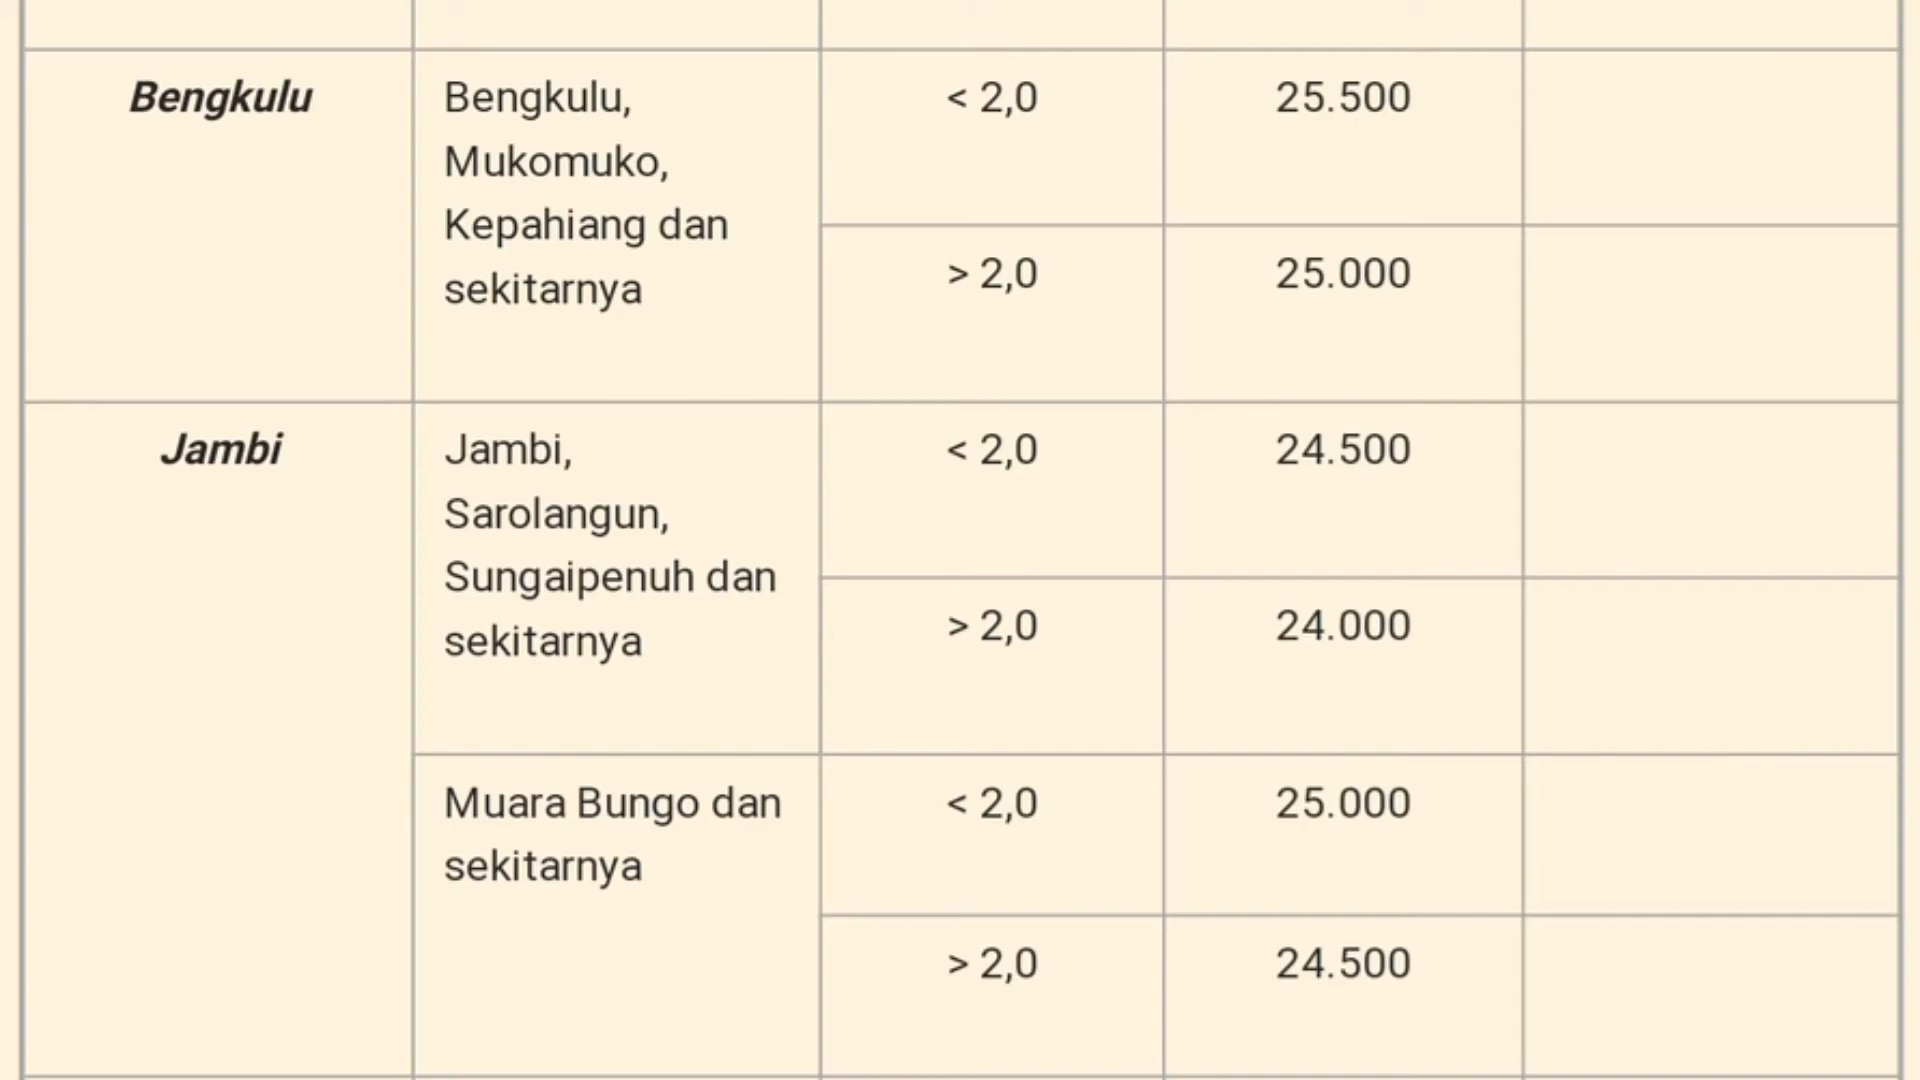 Bengkulu
Bengkulu,
Mukomuko,
Kepahiang dan
sekitarnya
< 2,0
25.500
> 2,0
25.000
Jambi
Jambi,
Sarolangun,
Sungaipenuh dan
sekitarnya
< 2,0
24.500
> 2,0
24.000
Muara Bungo dan
sekitarnya
< 2,0
25.000
> 2,0
24.500